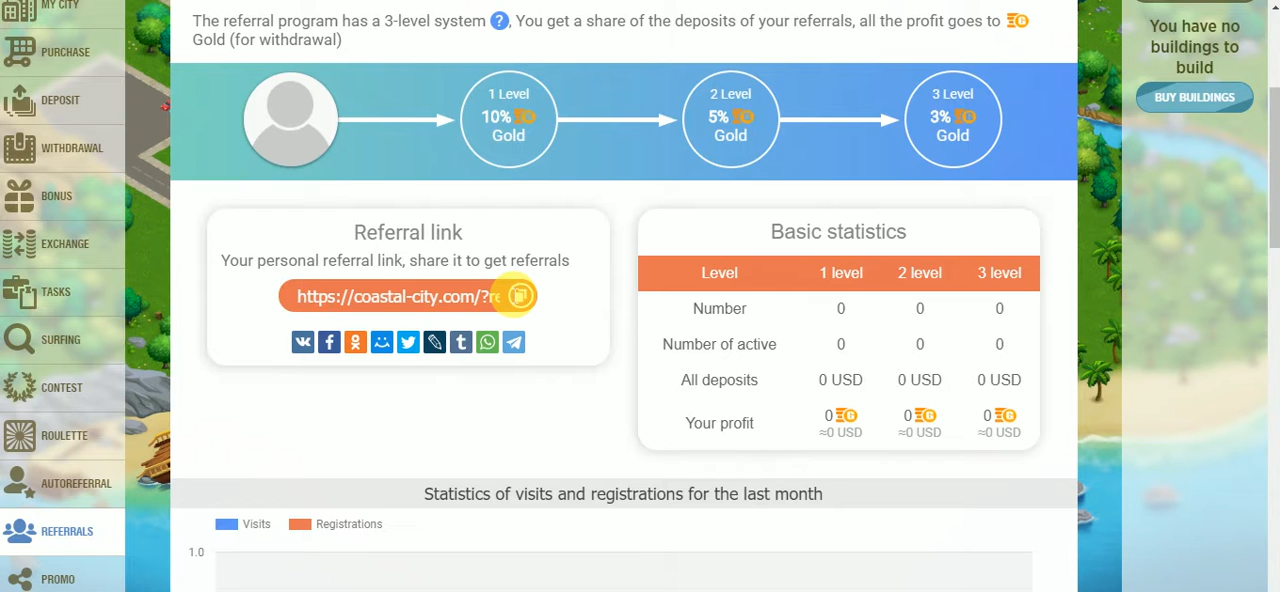 MY CITY
PURCHASE
DEPOSIT
WITHDRAWAL
BONUS
EXCHANGE
TASKS
SURFING
CONTEST
ROULETTE
AUTOREFERRAL
REFERRALS
PROMO
The referral program has a 3-level system ?, You get a share of the deposits of your referrals, all the profit goes to G
Gold (for withdrawal)
1 Level
10% G
Gold
2 Level
5% G
Gold
3 Level
3% G
Gold
Referral link
Your personal referral link, share it to get referrals
https://coastal-city.com/?re
Basic statistics
Level 1 level 2 level 3 level
Number 0 0 0
Number of active 0 0 0
All deposits 0 USD 0 USD 0 USD
Your profit 0 G 0 G 0 G
≈0 USD ≈0 USD ≈0 USD
Statistics of visits and registrations for the last month
Visits Registrations
1.0
You have no
buildings to
build
BUY BUILDINGS